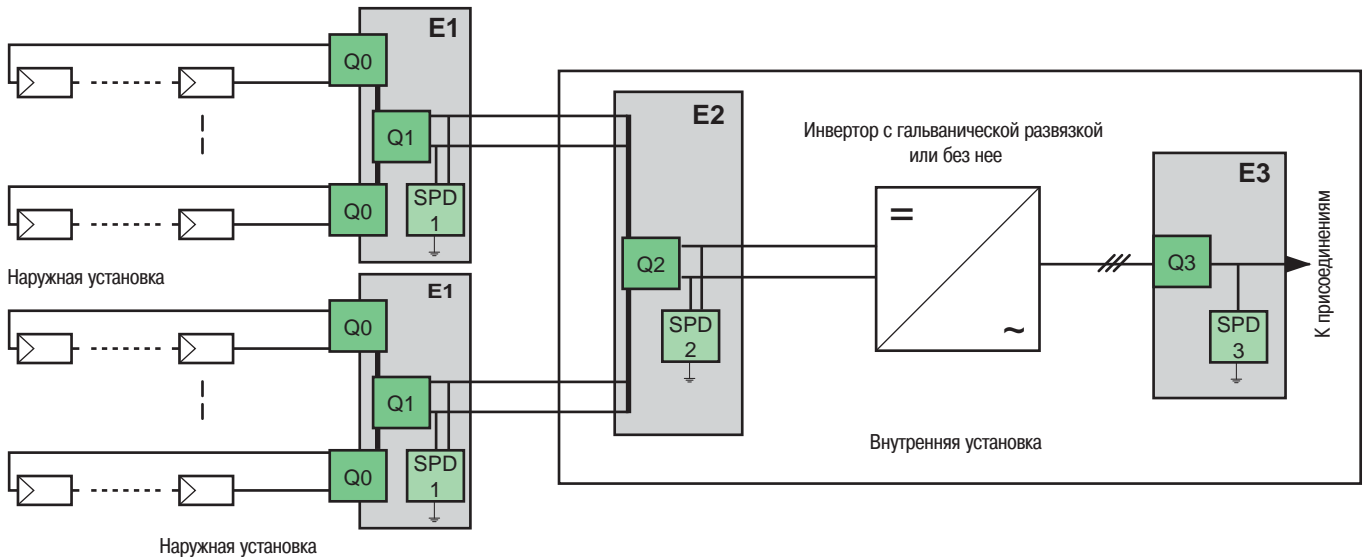 E1
Q0
Q1
Q0
SPD
1
Наружная установка
E1
Q0
Q1
Q0
SPD
1
Наружная установка
E2
Q2
SPD
2
Инвертор с гальванической развязкой
или без нее
=
~
E3
Q3
SPD
3
К присоединениям
Внутренняя установка